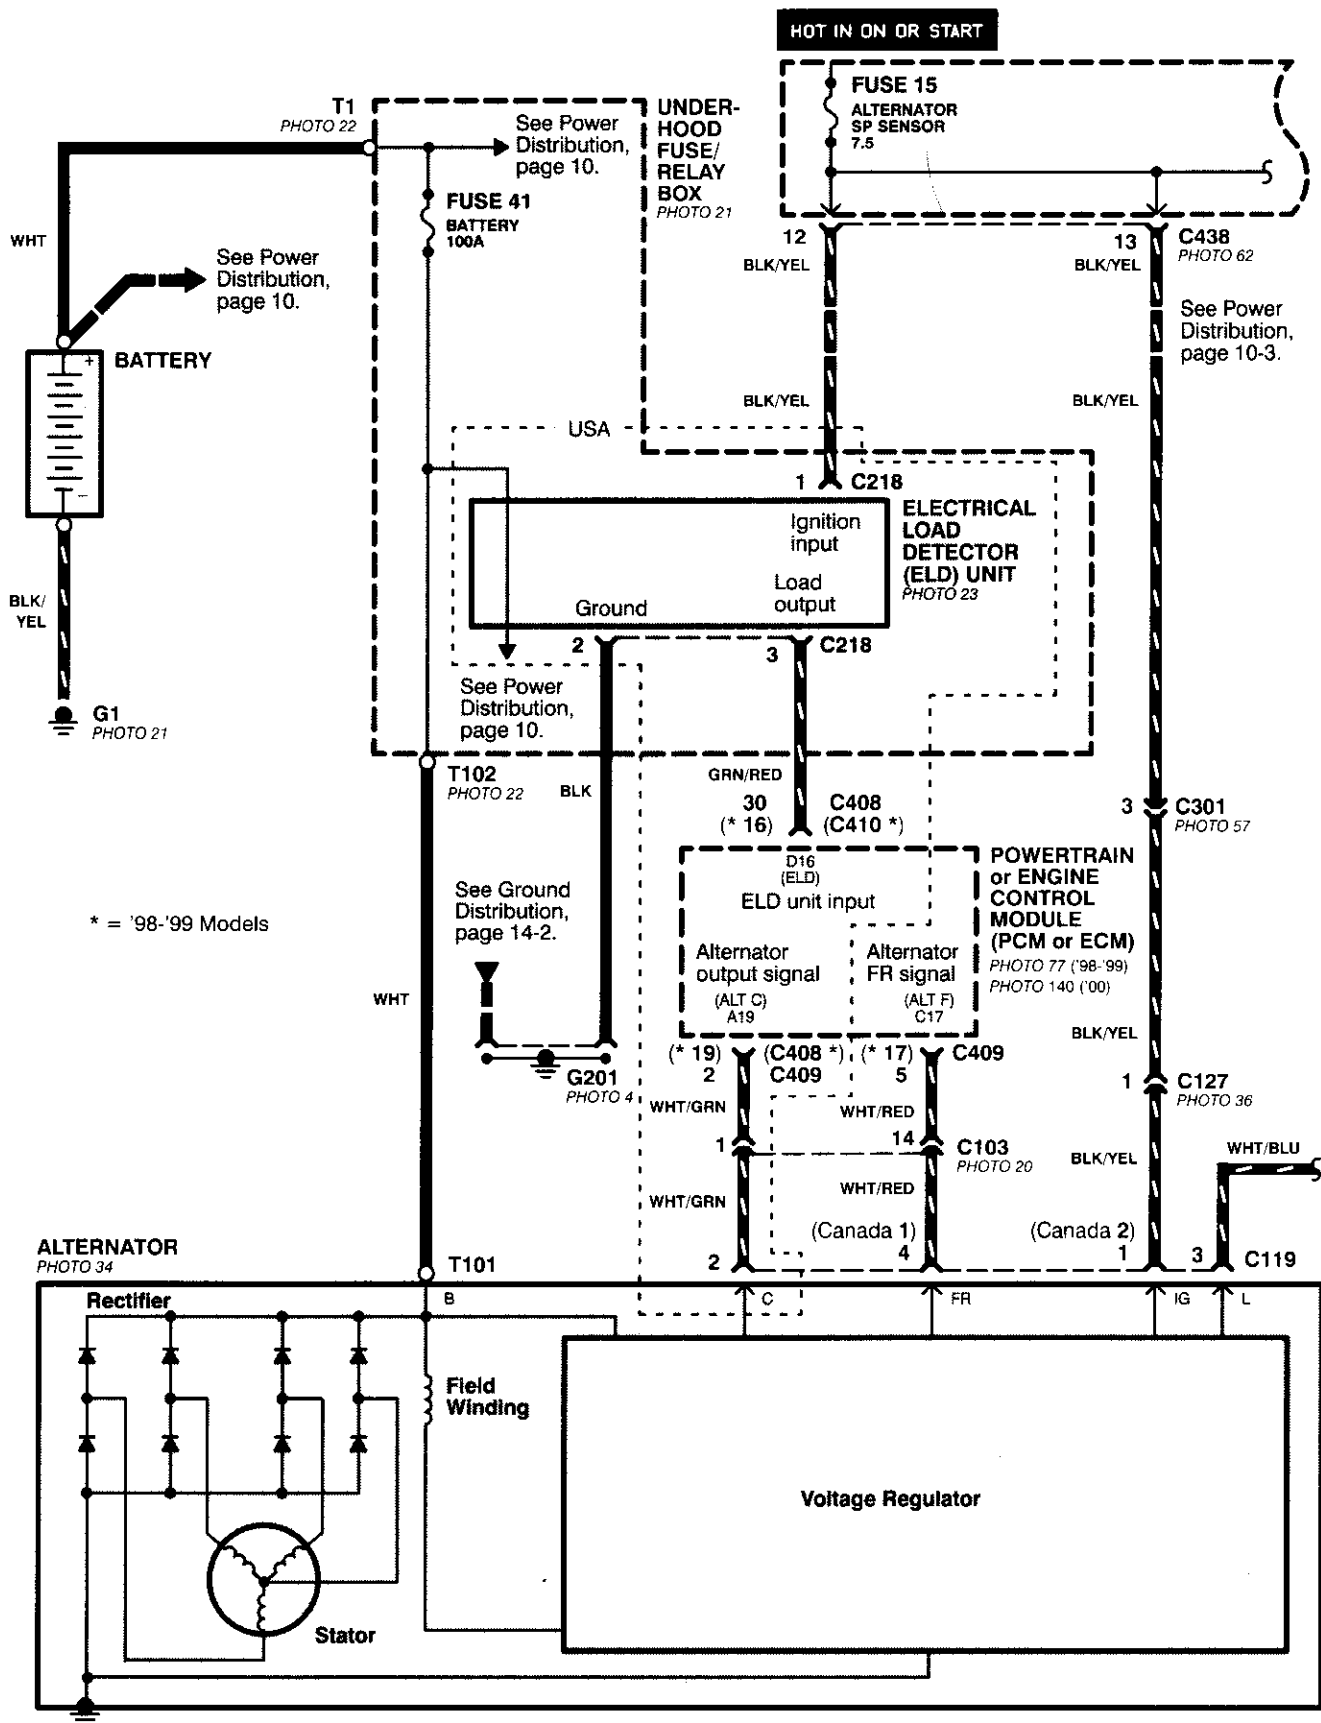 HOT IN ON OR START
FUSE 15
ALTERNATOR
SP SENSOR
7.5
T1
PHOTO 22
See Power
Distribution,
page 10.
UNDER-
HOOD
FUSE/
RELAY
BOX
PHOTO 21
FUSE 41
BATTERY
100A
WHT
See Power
Distribution,
page 10.
12
13
C438
PHOTO 62
BLK/YEL
BLK/YEL
See Power
Distribution,
page 10-3.
+
BATTERY
–
BLK/YEL
BLK/YEL
USA
1
C218
Ignition
input
Load
output
Ground
ELECTRICAL
LOAD
DETECTOR
(ELD) UNIT
PHOTO 23
BLK/
YEL
2
3
C218
See Power
Distribution,
page 10.
G1
PHOTO 21
T102
PHOTO 22
BLK
GRN/RED
30
(* 16)
C408
(C410 *)
3
C301
PHOTO 57
D16
(ELD)
ELD unit input
POWERTRAIN
or ENGINE
CONTROL
MODULE
(PCM or ECM)
PHOTO 77 ('98-'99)
PHOTO 140 ('00)
See Ground
Distribution,
page 14-2.
* = '98-'99 Models
Alternator
output signal
(ALT C)
A19
Alternator
FR signal
(ALT F)
C17
WHT
BLK/YEL
(* 19)
2
(C408 *)
C409
(* 17)
5
C409
G201
PHOTO 4
1
C127
PHOTO 36
WHT/GRN
WHT/RED
1
14
C103
PHOTO 20
BLK/YEL
WHT/BLU
WHT/GRN
WHT/RED
(Canada 1)
4
(Canada 2)
1
2
3
C119
ALTERNATOR
PHOTO 34
T101
Rectifier
B
C
FR
IG
L
Field
Winding
Voltage Regulator
Stator